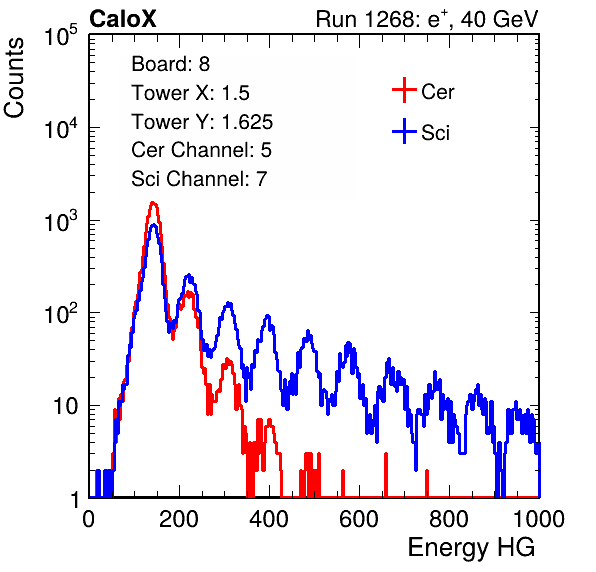 CaloX Run 1268: e⁺, 40 GeV
Counts
Board: 8
Tower X: 1.5
Tower Y: 1.625
Cer Channel: 5
Sci Channel: 7
Cer
Sci
10⁵
10⁴
10³
10²
10
1
0 200 400 600 800 1000
Energy HG